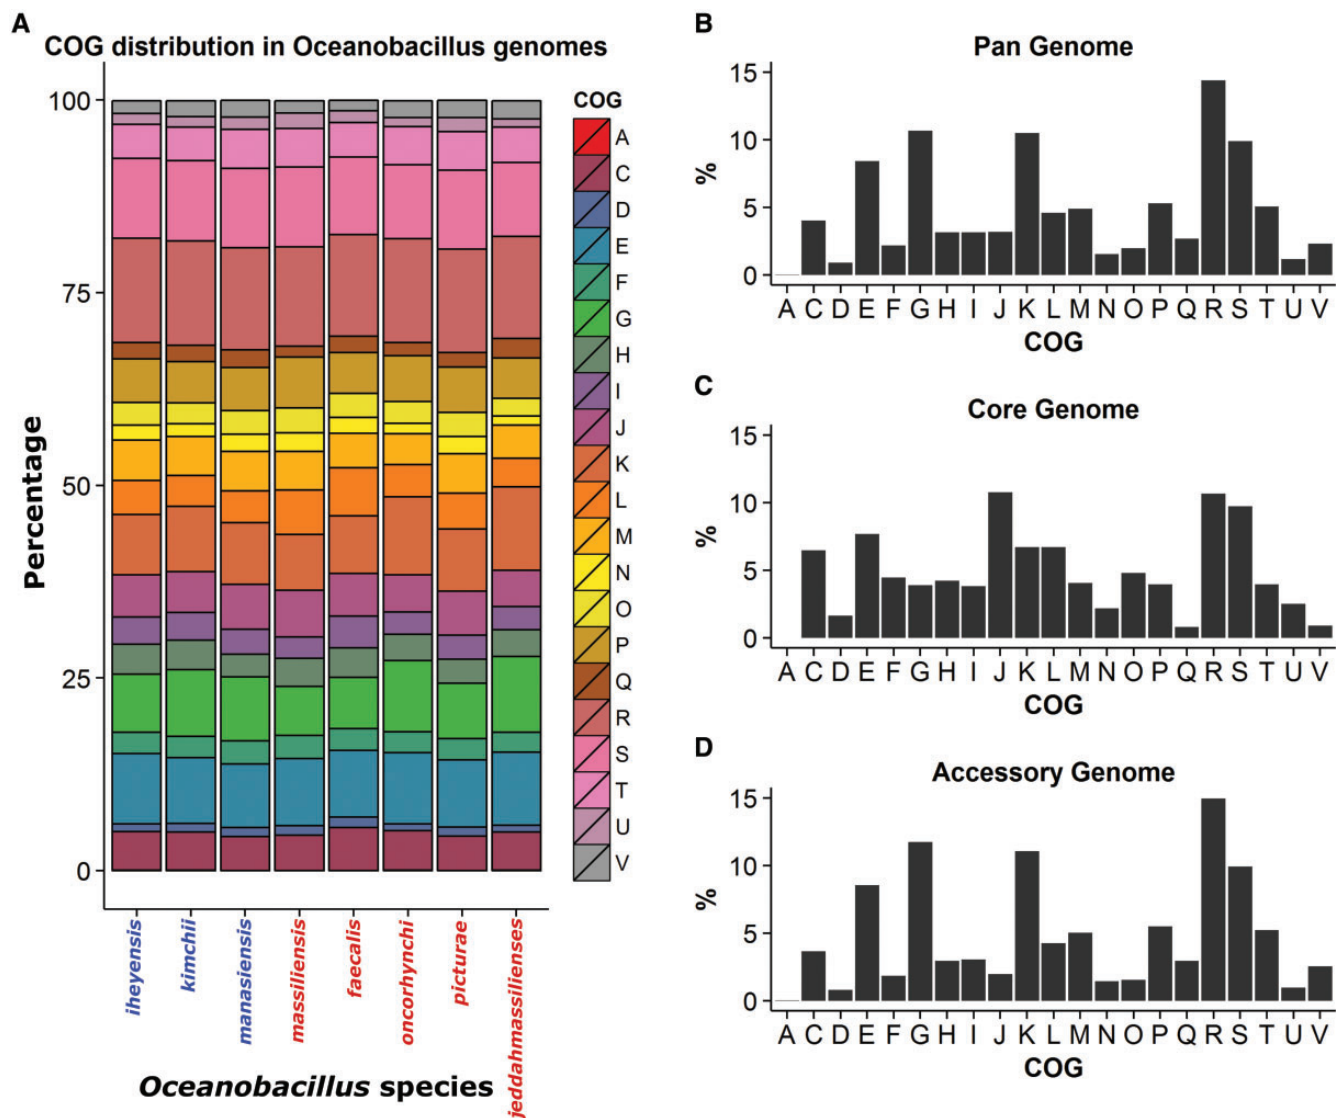 A
COG distribution in Oceanobacillus genomes
100
75
50
25
0
Percentage
COG
A
C
D
E
F
G
H
I
J
K
L
M
N
O
P
Q
R
S
T
U
V
iheyensis
kimchii
manasiensis
massiliensis
faecalis
oncorhynchi
picturae
jeddahmassilienses
Oceanobacillus species
B
Pan Genome
15
10
5
0
%
A C D E F G H I J K L M N O P Q R S T U V
COG
C
Core Genome
15
10
5
0
%
A C D E F G H I J K L M N O P Q R S T U V
COG
D
Accessory Genome
15
10
5
0
%
A C D E F G H I J K L M N O P Q R S T U V
COG